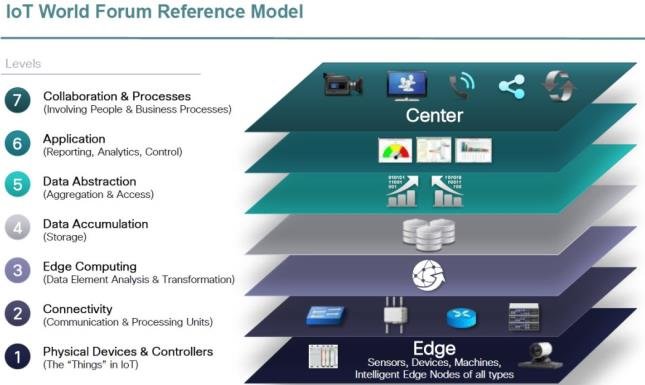 IoT World Forum Reference Model
Levels
7
Collaboration & Processes
(Involving People & Business Processes)
6
Application
(Reporting, Analytics, Control)
5
Data Abstraction
(Aggregation & Access)
4
Data Accumulation
(Storage)
3
Edge Computing
(Data Element Analysis & Transformation)
2
Connectivity
(Communication & Processing Units)
1
Physical Devices & Controllers
(The "Things" in IoT)
Center
Edge
Sensors, Devices, Machines,
Intelligent Edge Nodes of all types